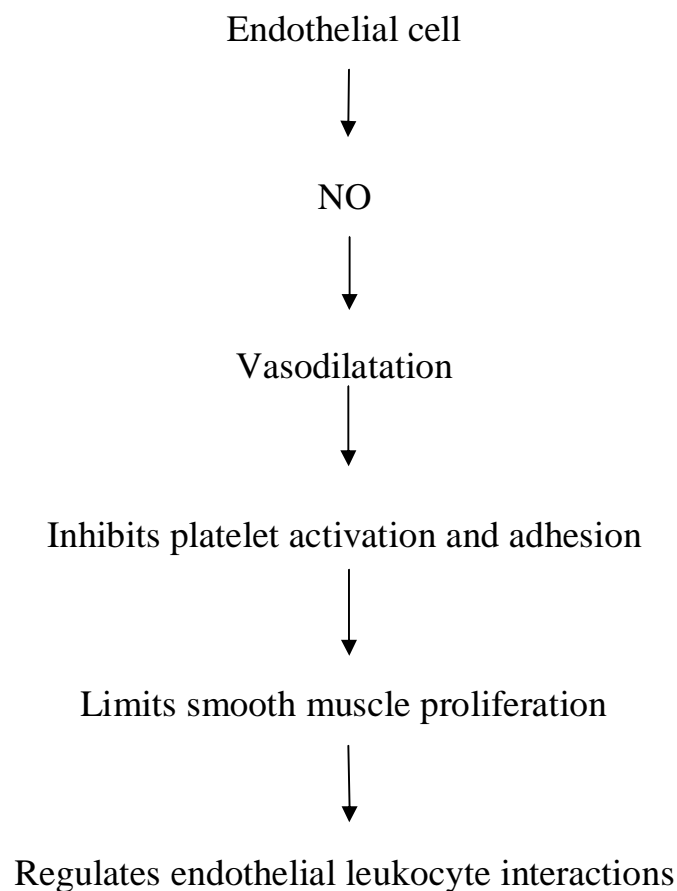 Endothelial cell
NO
Vasodilatation
Inhibits platelet activation and adhesion
Limits smooth muscle proliferation
Regulates endothelial leukocyte interactions